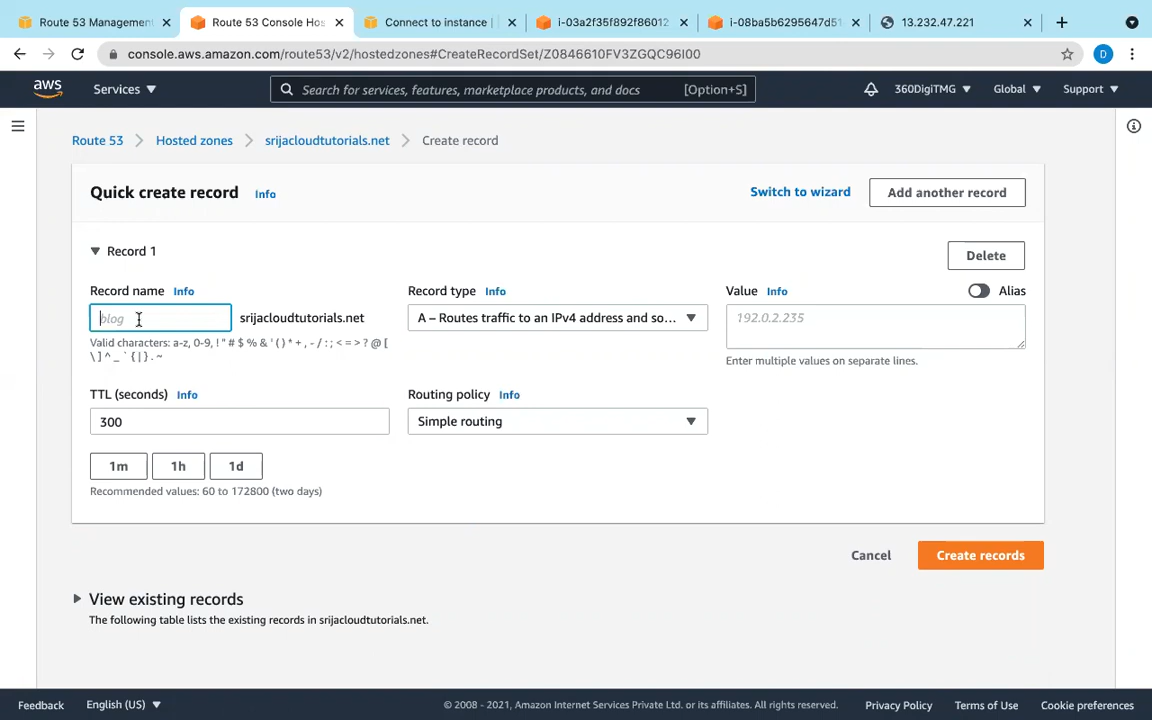 Route 53 Management
Route 53 Console Hos
Connect to instance |
i-03a2f35f892f86012
i-08ba5b6295647d51
13.232.47.221
console.aws.amazon.com/route53/v2/hostedzones#CreateRecordSet/Z0846610FV3ZGQC96I00
D
aws
Services
Search for services, features, marketplace products, and docs
[Option+S]
360DigiTMG
Global
Support
Route 53
Hosted zones
srijacloudtutorials.net
Create record
Quick create record
Info
Switch to wizard
Add another record
Record 1
Delete
Record name Info
Record type Info
Value Info
Alias
blog
srijacloudtutorials.net
A – Routes traffic to an IPv4 address and so...
192.0.2.235
Valid characters: a-z, 0-9, ! " # $ % & ' ( ) * + , - / : ; < = > ? @ [
\ ] ^ _ ` { | } . ~
Enter multiple values on separate lines.
TTL (seconds) Info
Routing policy Info
300
Simple routing
1m
1h
1d
Recommended values: 60 to 172800 (two days)
Cancel
Create records
View existing records
The following table lists the existing records in srijacloudtutorials.net.
Feedback
English (US)
© 2008 - 2021, Amazon Internet Services Private Ltd. or its affiliates. All rights reserved.
Privacy Policy
Terms of Use
Cookie preferences